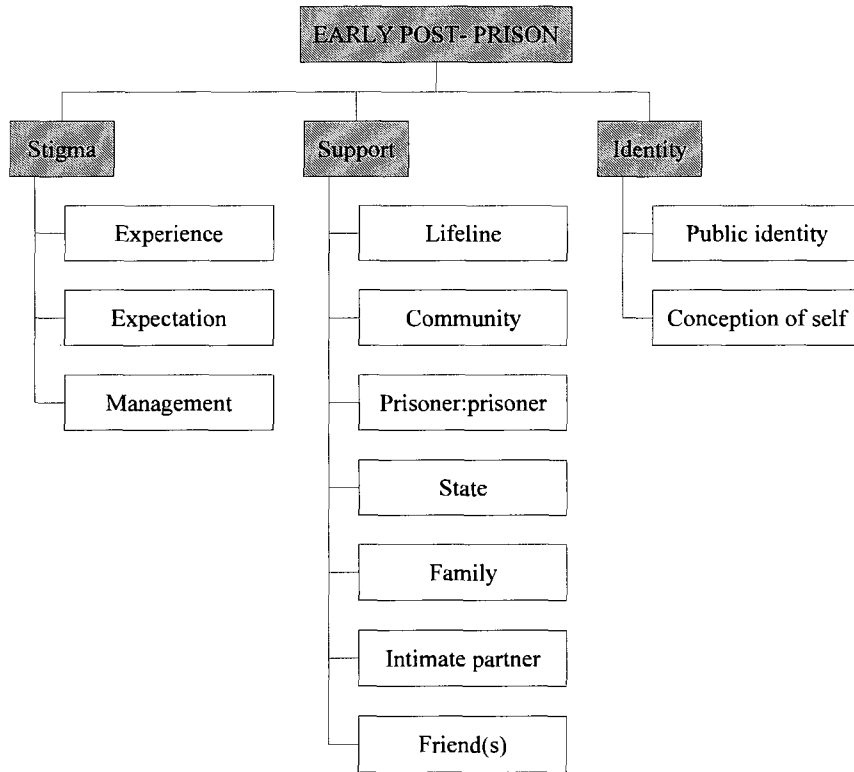 EARLY POST- PRISON
Stigma
Experience
Expectation
Management
Support
Lifeline
Community
Prisoner:prisoner
State
Family
Intimate partner
Friend(s)
Identity
Public identity
Conception of self